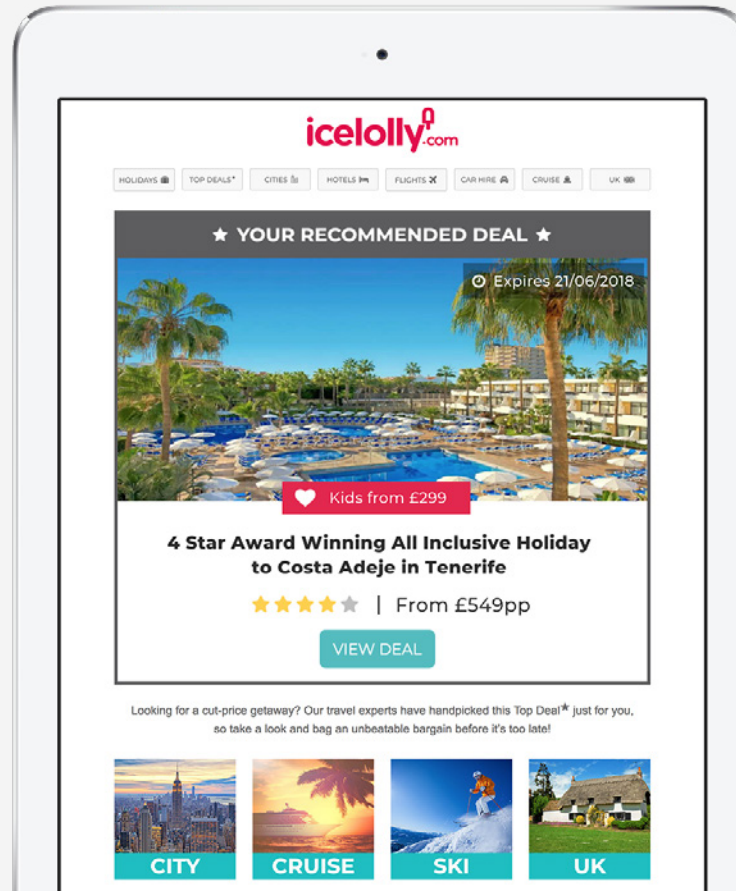 icelolly.com
HOLIDAYS TOP DEALS* CITIES HOTELS FLIGHTS CAR HIRE CRUISE UK
★ YOUR RECOMMENDED DEAL ★
Expires 21/06/2018
Kids from £299
4 Star Award Winning All Inclusive Holiday
to Costa Adeje in Tenerife
| From £549pp
VIEW DEAL
Looking for a cut-price getaway? Our travel experts have handpicked this Top Deal★ just for you,
so take a look and bag an unbeatable bargain before it's too late!
CITY CRUISE SKI UK